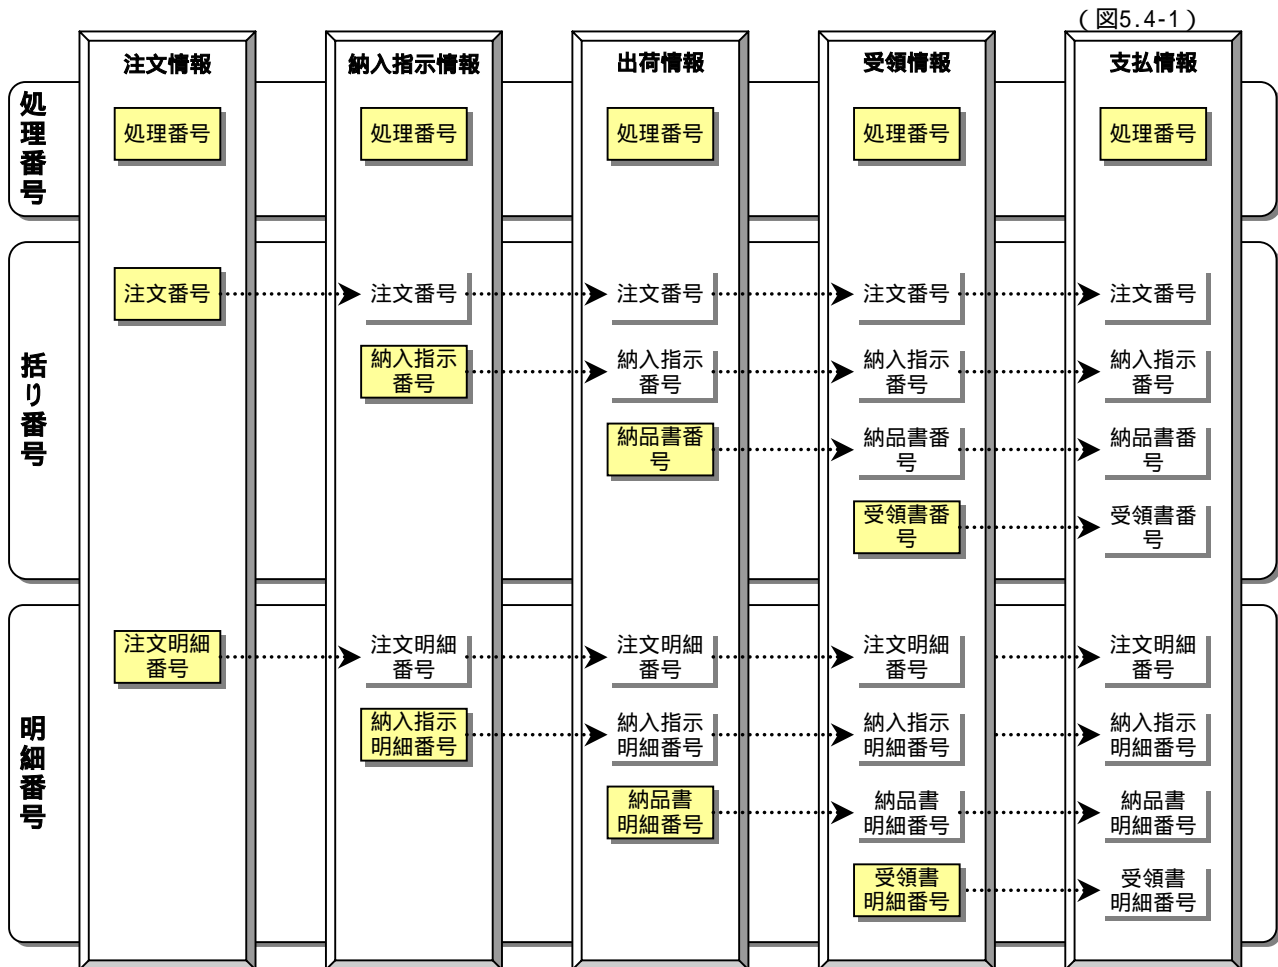 （図5.4-1）
注文情報
納入指示情報
出荷情報
受領情報
支払情報
処理番号
処理番号
処理番号
処理番号
処理番号
処理番号
括り番号
注文番号
注文番号
注文番号
注文番号
注文番号
納入指示
番号
納入指示
番号
納入指示
番号
納入指示
番号
納品書番
号
納品書番
号
納品書番
号
受領書番
号
受領書番
号
明細番号
注文明細
番号
注文明細
番号
注文明細
番号
注文明細
番号
注文明細
番号
納入指示
明細番号
納入指示
明細番号
納入指示
明細番号
納入指示
明細番号
納品書
明細番号
納品書
明細番号
納品書
明細番号
受領書
明細番号
受領書
明細番号